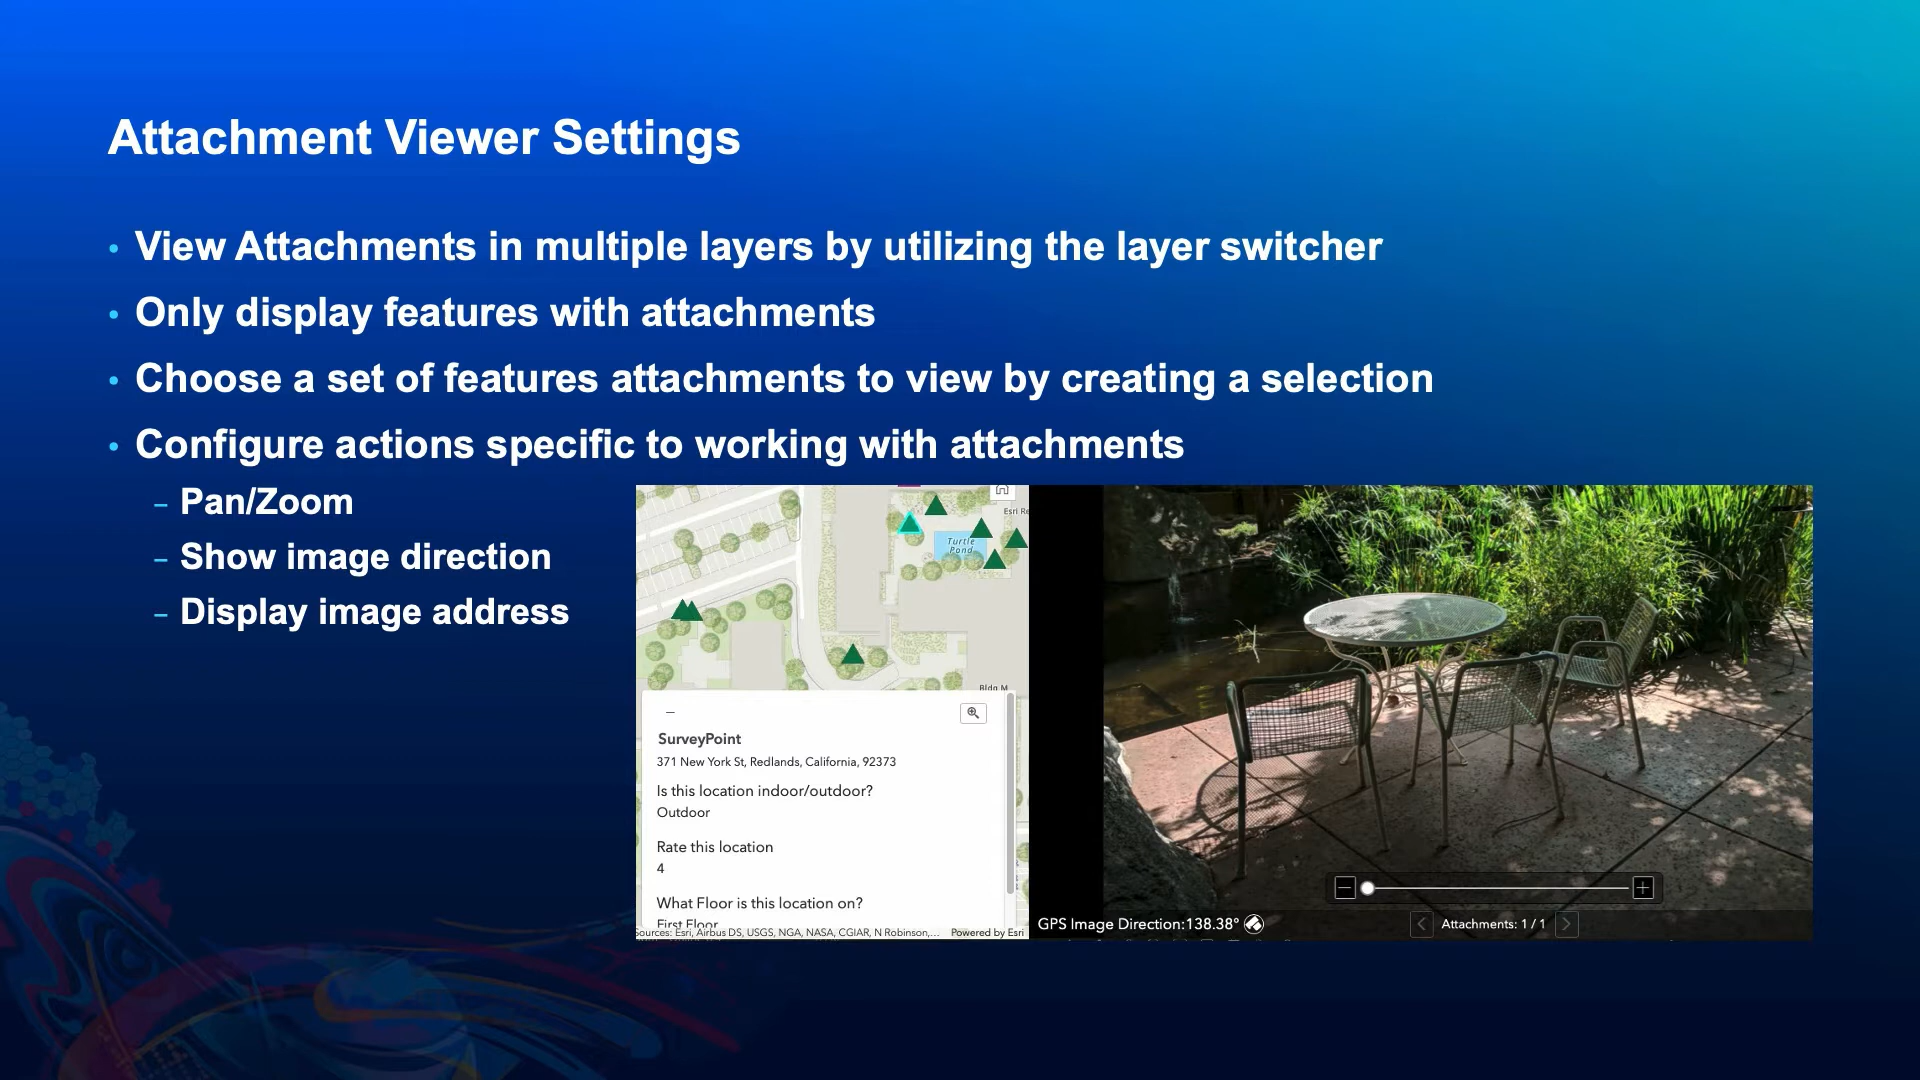 Attachment Viewer Settings
• View Attachments in multiple layers by utilizing the layer switcher
• Only display features with attachments
• Choose a set of features attachments to view by creating a selection
• Configure actions specific to working with attachments
– Pan/Zoom
– Show image direction
– Display image address
Esri Re
Turtle
Pond
Bldg M
SurveyPoint
371 New York St, Redlands, California, 92373
Is this location indoor/outdoor?
Outdoor
Rate this location
4
What Floor is this location on?
First Floor
Sources: Esri, Airbus DS, USGS, NGA, NASA, CGIAR, N Robinson,... Powered by Esri
GPS Image Direction:138.38°
Attachments: 1 / 1